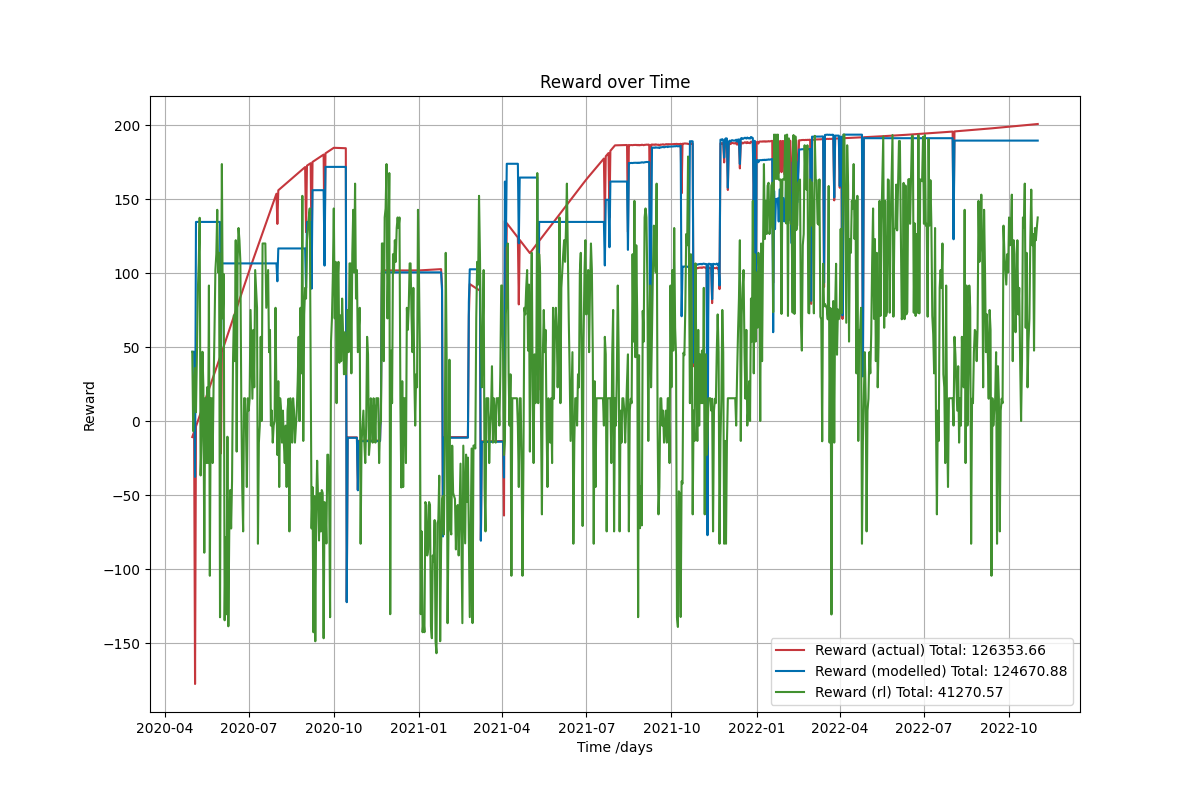 Reward over Time
Reward
200
150
100
50
0
−50
−100
−150
Reward (actual) Total: 126353.66
Reward (modelled) Total: 124670.88
Reward (rl) Total: 41270.57
2020-04 2020-07 2020-10 2021-01 2021-04 2021-07 2021-10 2022-01 2022-04 2022-07 2022-10
Time /days